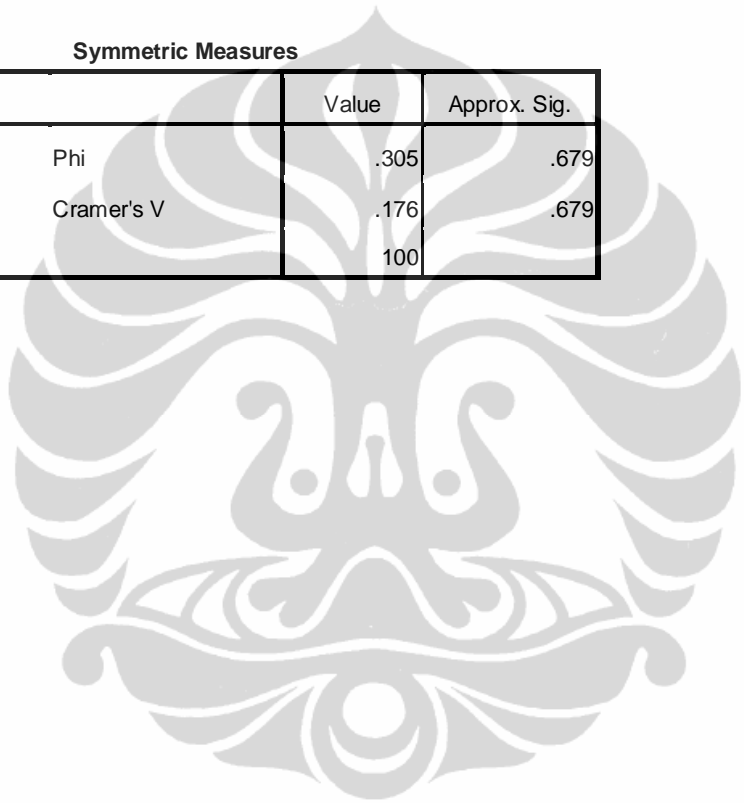 Symmetric Measures
Value Approx. Sig.
Phi .305 .679
Cramer's V .176 .679
100